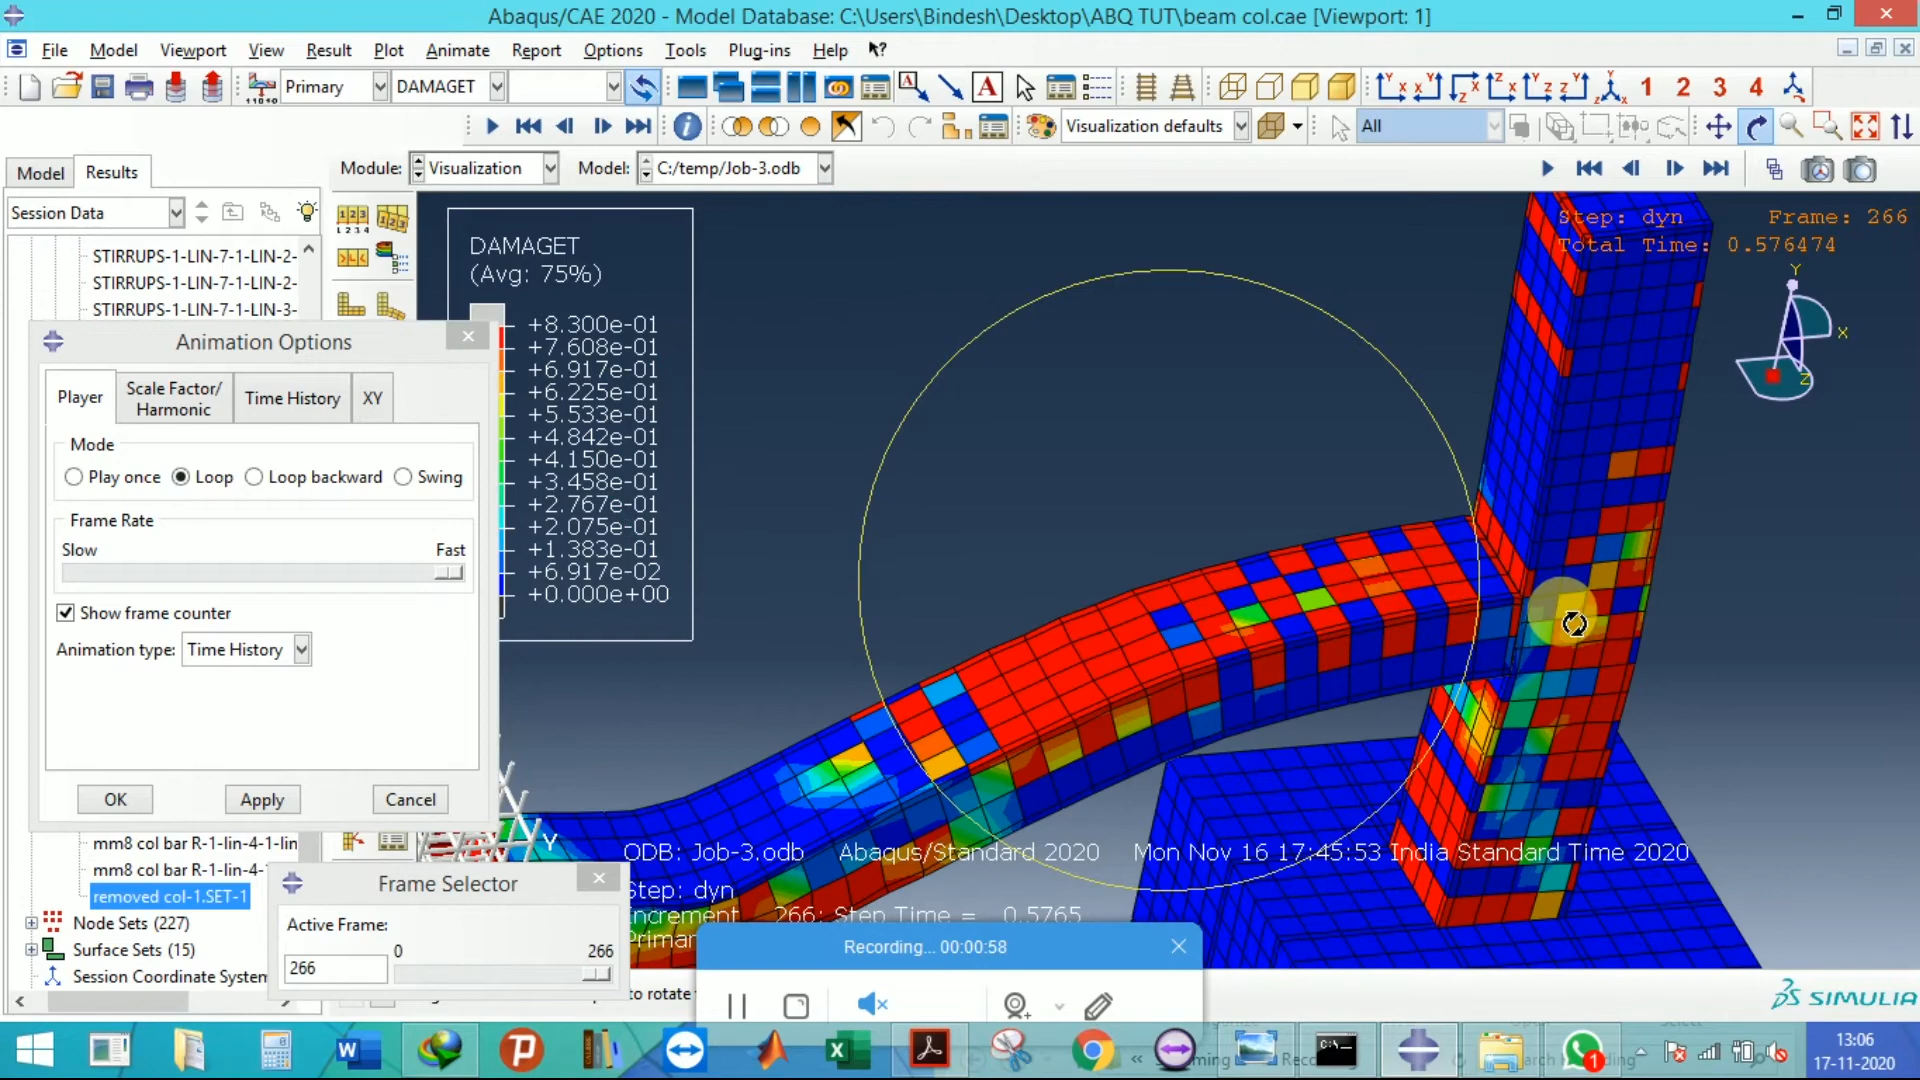 Abaqus/CAE 2020 - Model Database: C:\Users\Bindesh\Desktop\ABQ TUT\beam col.cae [Viewport: 1]
File Model Viewport View Result Plot Animate Report Options Tools Plug-ins Help
Primary DAMAGET
1 2 3 4
Visualization defaults All
Model Results Module: Visualization Model: C:/temp/Job-3.odb
Session Data
STIRRUPS-1-LIN-7-1-LIN-2-
STIRRUPS-1-LIN-7-1-LIN-2-
STIRRUPS-1-LIN-7-1-LIN-3-
Step: dyn Frame: 266
Total Time: 0.576474
Y
X
Z
DAMAGET
(Avg: 75%)
+8.300e-01
+7.608e-01
+6.917e-01
+6.225e-01
+5.533e-01
+4.842e-01
+4.150e-01
+3.458e-01
+2.767e-01
+2.075e-01
+1.383e-01
+6.917e-02
+0.000e+00
Animation Options
Player Scale Factor/ Harmonic Time History XY
Mode
Play once Loop Loop backward Swing
Frame Rate
Slow Fast
Show frame counter
Animation type: Time History
OK Apply Cancel
mm8 col bar R-1-lin-4-1-lin
mm8 col bar R-1-lin-4-
removed col-1.SET-1
Node Sets (227)
Surface Sets (15)
Session Coordinate System
Y
ODB: Job-3.odb Abaqus/Standard 2020 Mon Nov 16 17:45:53 India Standard Time 2020
Step: dyn
Increment 266: Step Time = 0.5765
Primar
Frame Selector
Active Frame:
0 266
266
to rotate
Recording... 00:00:58
SIMULIA
13:06
17-11-2020